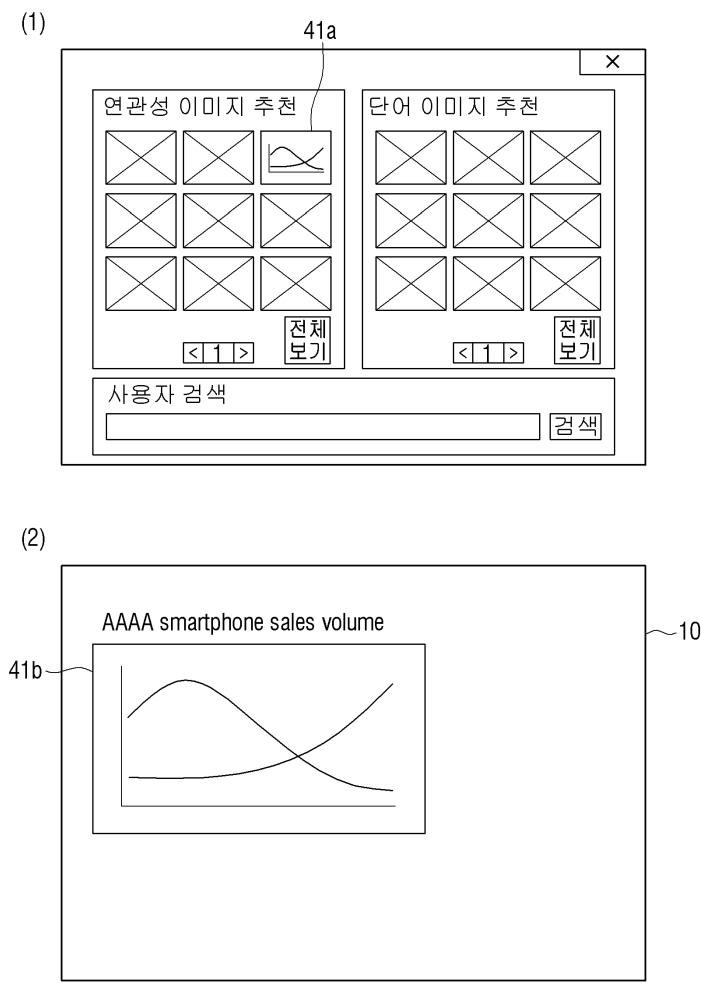 (1)
41a
×
연관성 이미지 추천
단어 이미지 추천
전체
보기
< 1 >
전체
보기
< 1 >
사용자 검색
검색
(2)
AAAA smartphone sales volume
10
41b